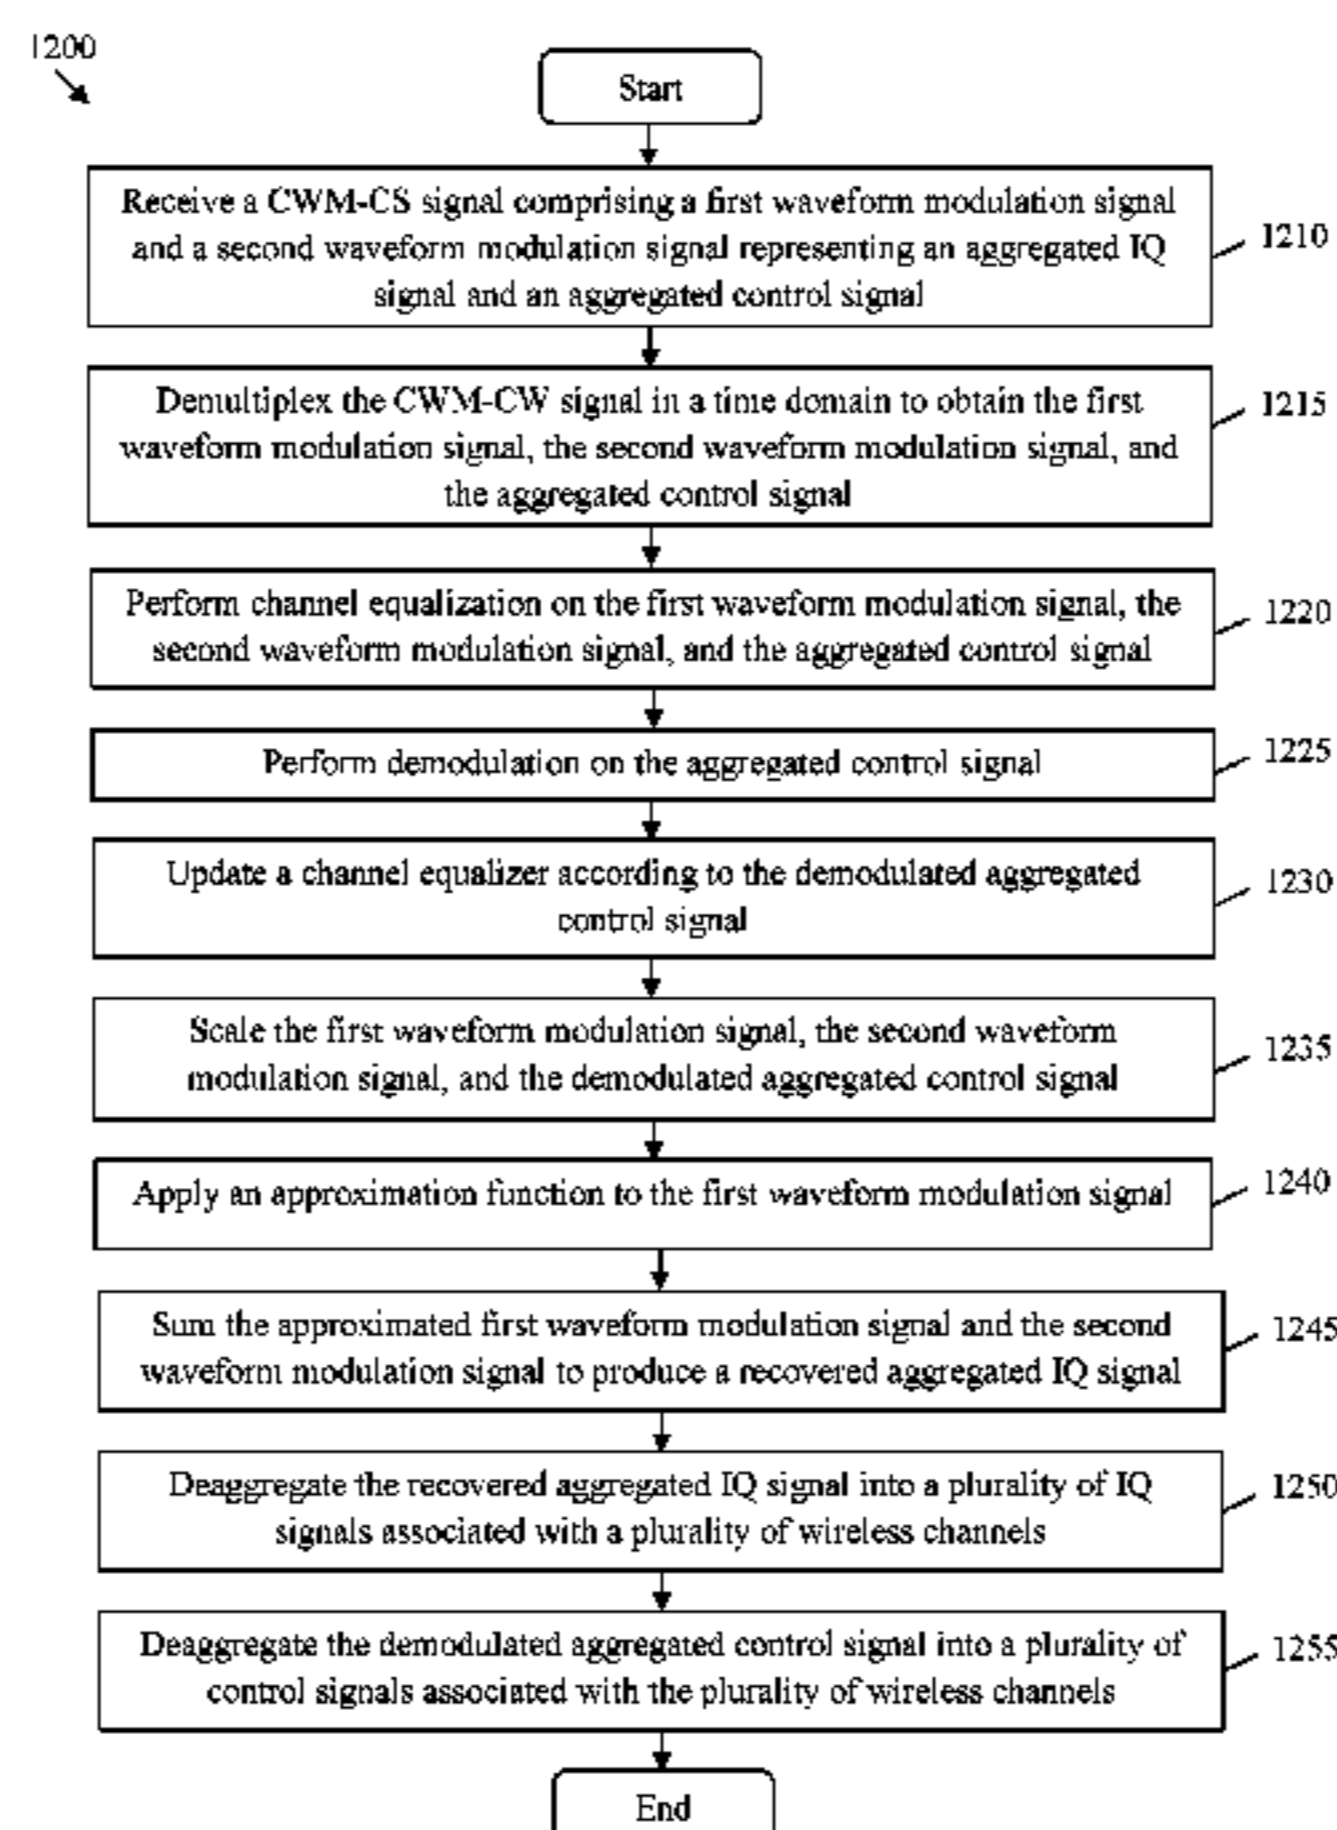 1200
Start
Receive a CWM-CS signal comprising a first waveform modulation signal
and a second waveform modulation signal representing an aggregated IQ
signal and an aggregated control signal
1210
Demultiplex the CWM-CW signal in a time domain to obtain the first
waveform modulation signal, the second waveform modulation signal, and
the aggregated control signal
1215
Perform channel equalization on the first waveform modulation signal, the
second waveform modulation signal, and the aggregated control signal
1220
Perform demodulation on the aggregated control signal
1225
Update a channel equalizer according to the demodulated aggregated
control signal
1230
Scale the first waveform modulation signal, the second waveform
modulation signal, and the demodulated aggregated control signal
1235
Apply an approximation function to the first waveform modulation signal
1240
Sum the approximated first waveform modulation signal and the second
waveform modulation signal to produce a recovered aggregated IQ signal
1245
Deaggregate the recovered aggregated IQ signal into a plurality of IQ
signals associated with a plurality of wireless channels
1250
Deaggregate the demodulated aggregated control signal into a plurality of
control signals associated with the plurality of wireless channels
1255
End